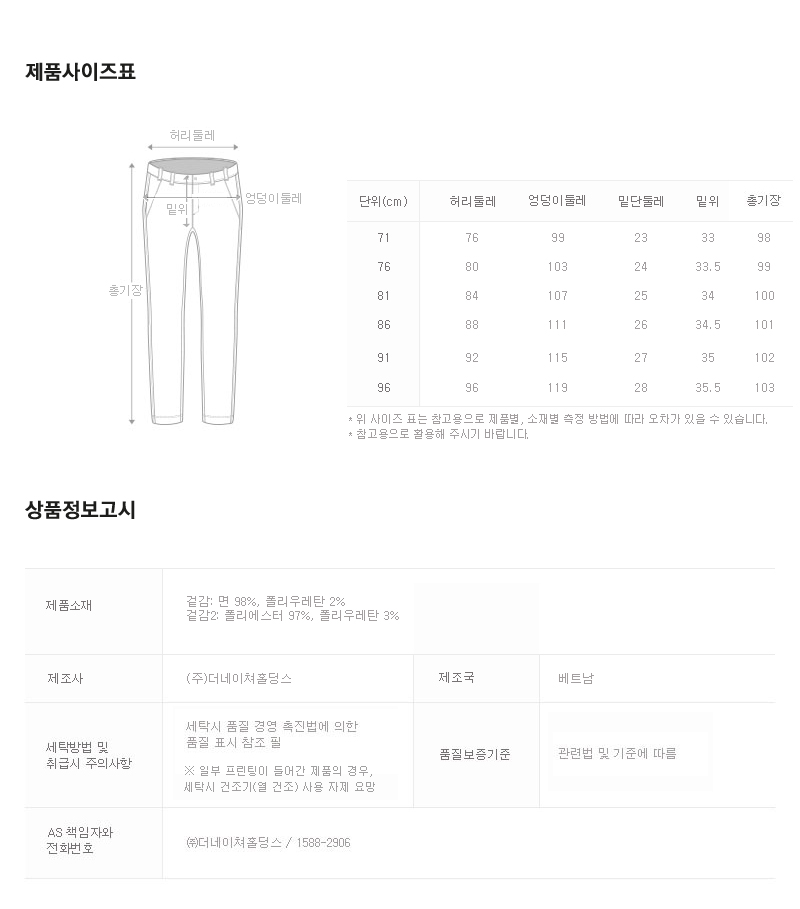 제품사이즈표
허리둘레
엉덩이둘레
밑위
총기장
단위(cm) 허리둘레 엉덩이둘레 밑단둘레 밑위 총기장
71 76 99 23 33 98
76 80 103 24 33.5 99
81 84 107 25 34 100
86 88 111 26 34.5 101
91 92 115 27 35 102
96 96 119 28 35.5 103
* 위 사이즈 표는 참고용으로 제품별, 소재별 측정 방법에 따라 오차가 있을 수 있습니다.
* 참고용으로 활용해 주시기 바랍니다.
상품정보고시
제품소재
겉감: 면 98%, 폴리우레탄 2%
겉감2: 폴리에스터 97%, 폴리우레탄 3%
제조사 (주)더네이쳐홀딩스 제조국 베트남
세탁방법 및
취급시 주의사항
세탁시 품질 경영 촉진법에 의한
품질 표시 참조 필
※ 일부 프린팅이 들어간 제품의 경우,
세탁시 건조기(열 건조) 사용 자제 요망
품질보증기준 관련법 및 기준에 따름
AS 책임자와
전화번호
㈜더네이쳐홀딩스 / 1588-2906